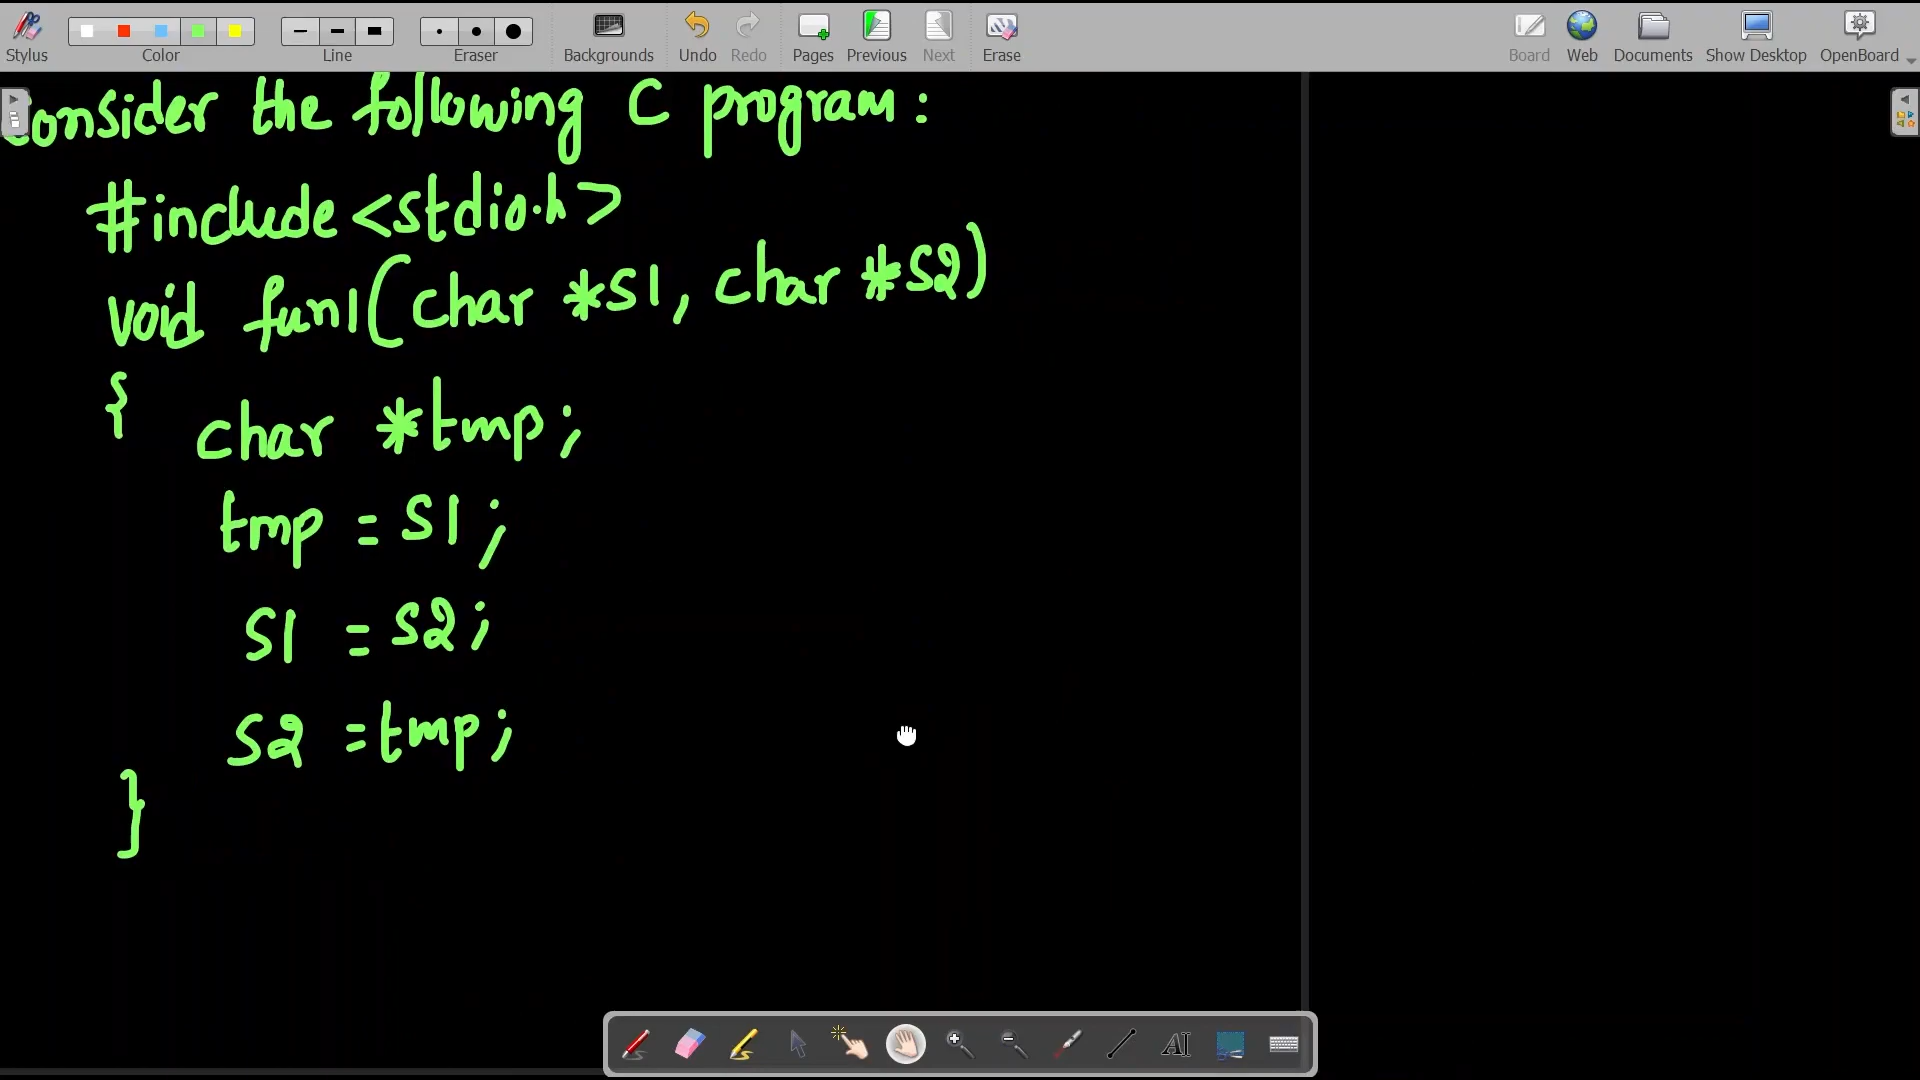 Stylus Color Line Eraser Backgrounds Undo Redo Pages Previous Next Erase Board Web Documents Show Desktop OpenBoard
Consider the following C program :
#include <stdio.h>
void fun1(char *S1, char *S2)
{ char *tmp;
tmp = S1;
S1 = S2;
S2 = tmp;
}
AI